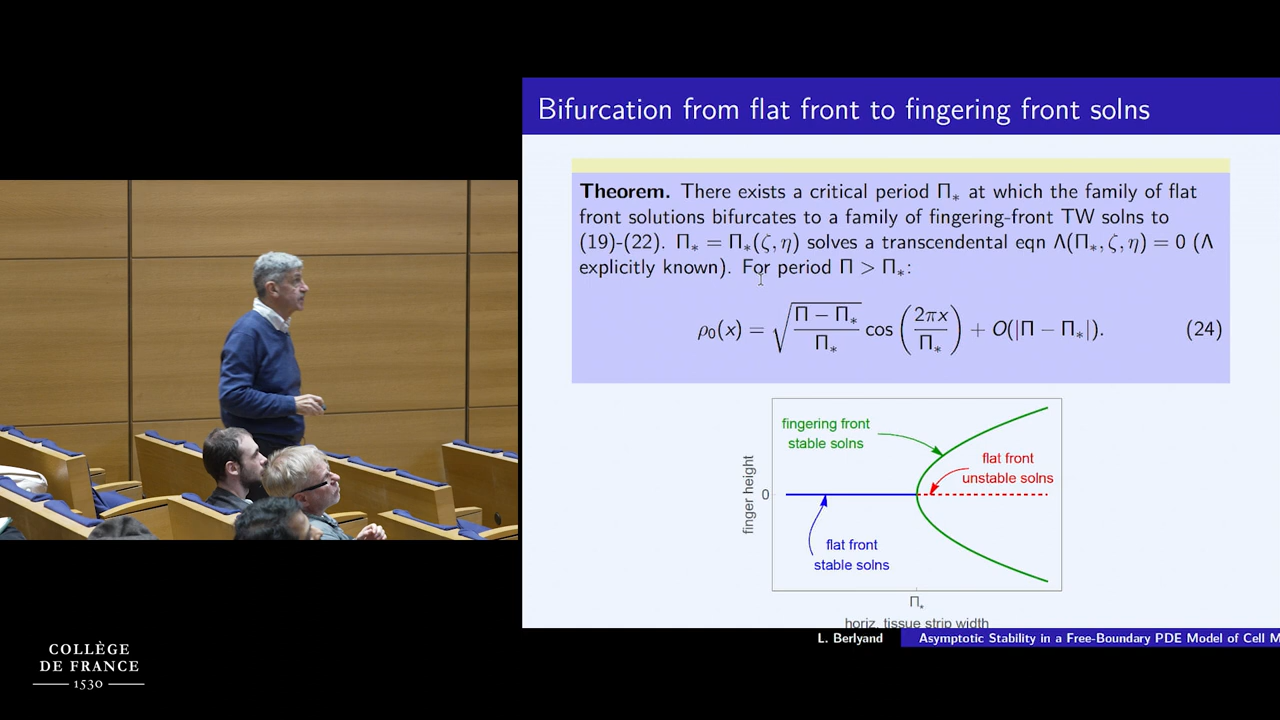 Bifurcation from flat front to fingering front solns
Theorem. There exists a critical period Π∗ at which the family of flat
front solutions bifurcates to a family of fingering-front TW solns to
(19)-(22). Π∗ = Π∗(ζ, η) solves a transcendental eqn Λ(Π∗, ζ, η) = 0 (Λ
explicitly known). For period Π > Π∗:
ρ₀(x) = √((Π − Π∗)/Π∗) cos(2πx/Π∗) + O(|Π − Π∗|). (24)
fingering front
stable solns
flat front
unstable solns
finger height
0
flat front
stable solns
Π∗
horiz. tissue strip width
L. Berlyand Asymptotic Stability in a Free-Boundary PDE Model of Cell M
COLLÈGE
DE FRANCE
1530